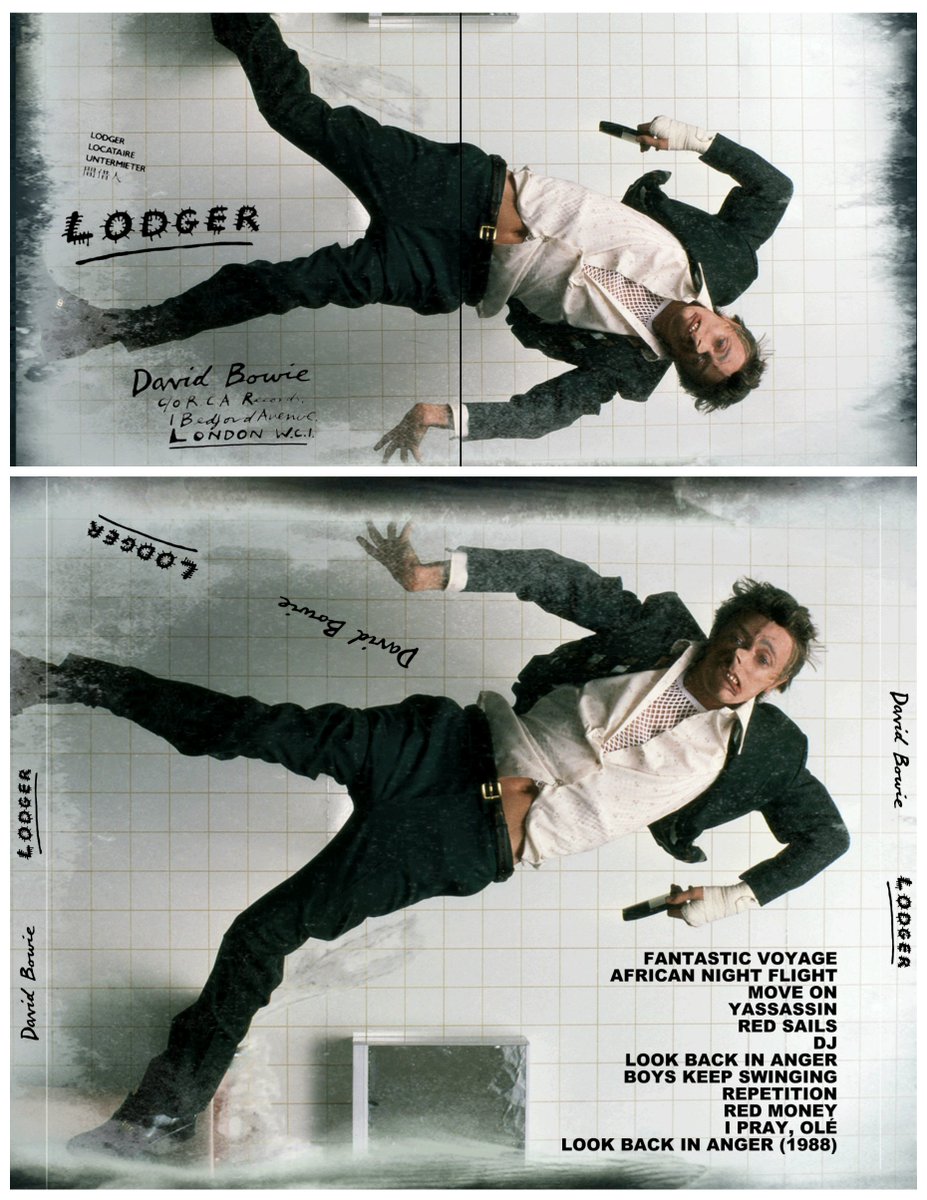 LODGER
LOCATAIRE
UNTERMIETER
LODGER
David Bowie
c/o RCA Records,
1 Bedford Avenue.
LONDON W.C.1.
LODGER
David Bowie
David Bowie
LODGER
LODGER
David Bowie
FANTASTIC VOYAGE
AFRICAN NIGHT FLIGHT
MOVE ON
YASSASSIN
RED SAILS
DJ
LOOK BACK IN ANGER
BOYS KEEP SWINGING
REPETITION
RED MONEY
I PRAY, OLÉ
LOOK BACK IN ANGER (1988)